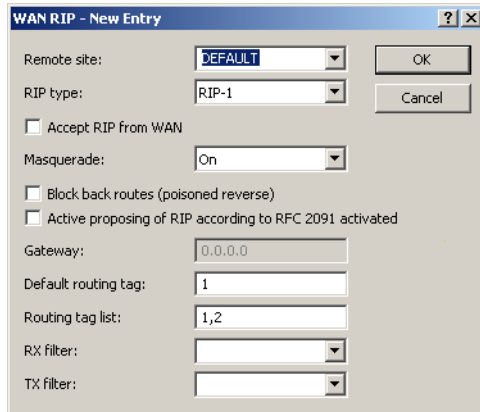 WAN RIP - New Entry
Remote site: DEFAULT OK
RIP type: RIP-1 Cancel
Accept RIP from WAN
Masquerade: On
Block back routes (poisoned reverse)
Active proposing of RIP according to RFC 2091 activated
Gateway: 0.0.0.0
Default routing tag: 1
Routing tag list: 1,2
RX filter:
TX filter: